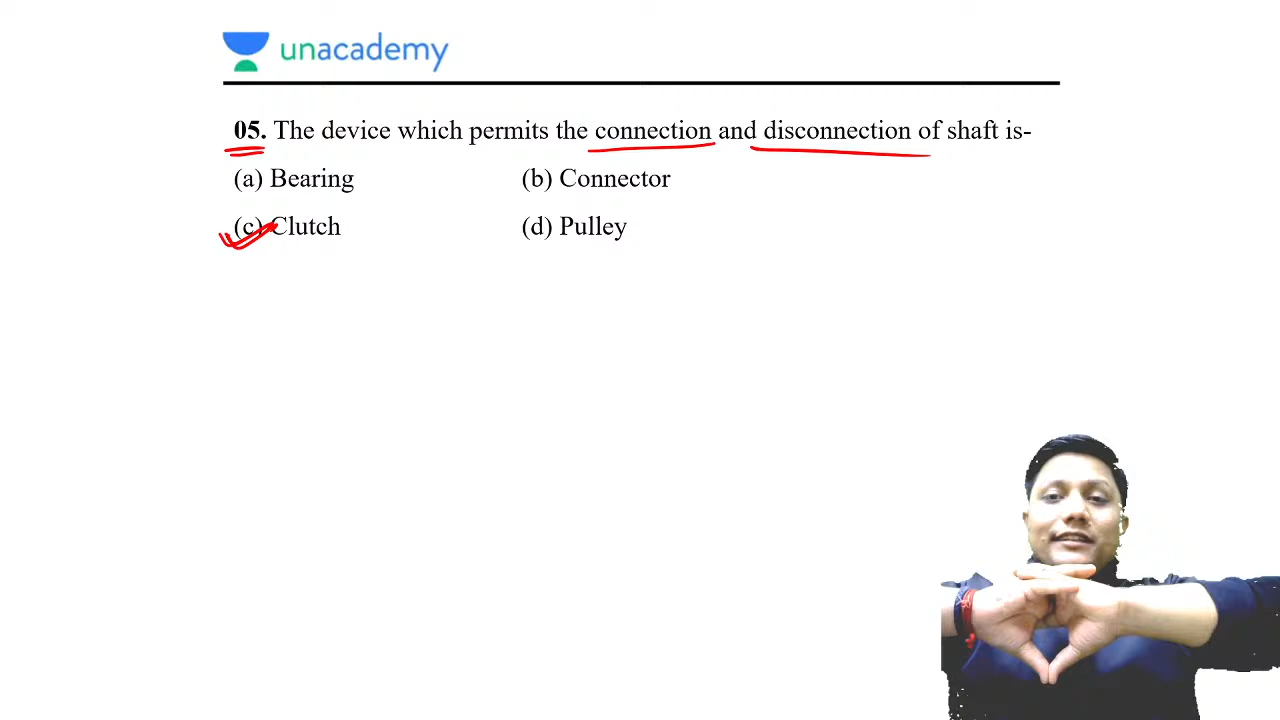 unacademy
05. The device which permits the connection and disconnection of shaft is-
(a) Bearing (b) Connector
(c) Clutch (d) Pulley